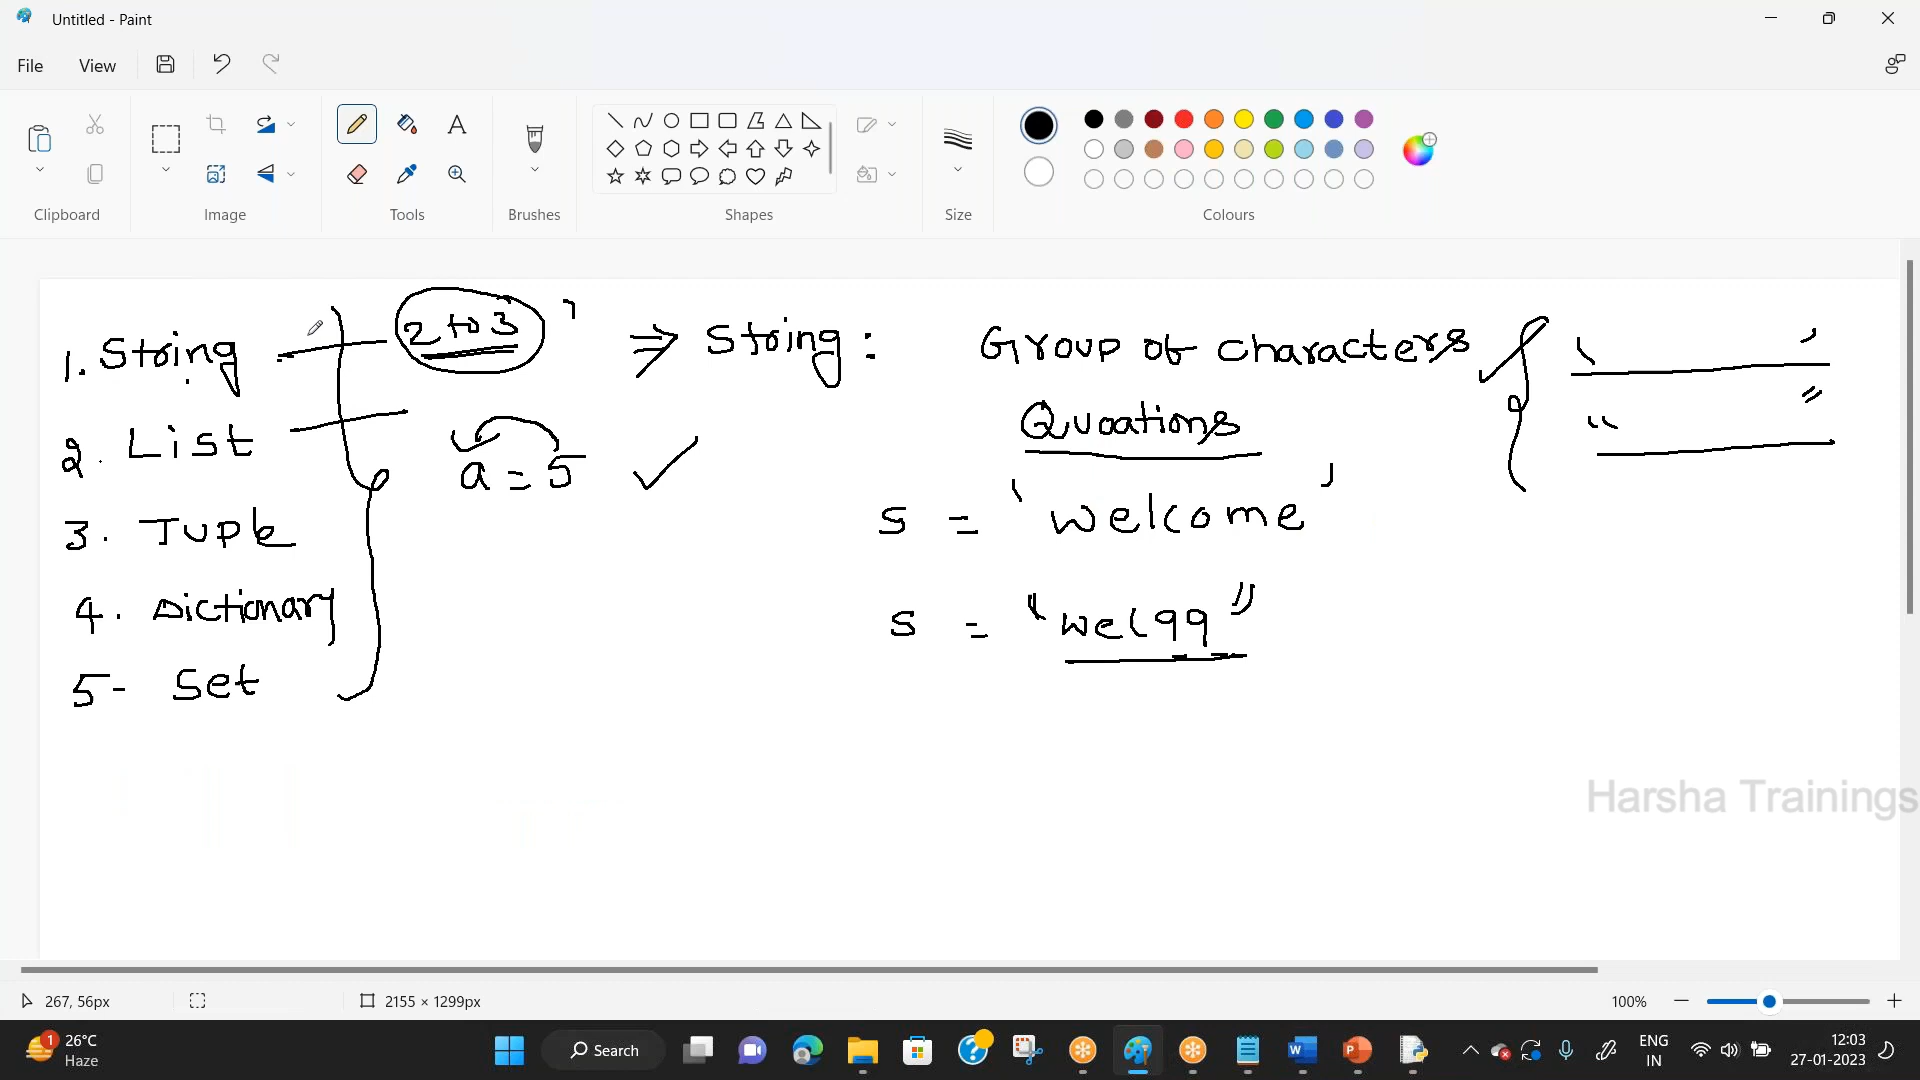 Untitled - Paint
File View
Clipboard Image Tools Brushes Shapes Size Colours
1. String 2 to 3
2. List
3. Tuple
4. Dictionary
5- Set
a = 5
⇒ String : Group of characters
Quoations
' '
" "
s = 'welcome'
s = "wel99"
Harsha Trainings
267, 56px 2155 × 1299px 100%
1 26°C
Haze
Search
ENG
IN
12:03
27-01-2023